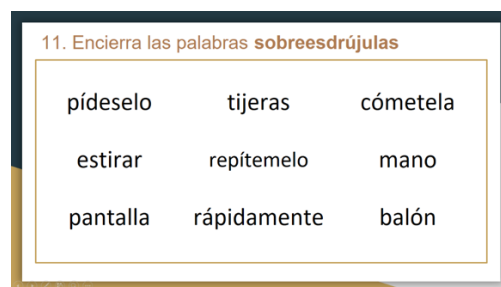 11. Encierra las palabras sobreesdrújulas
pídeselo tijeras cómetela
estirar repítemelo mano
pantalla rápidamente balón